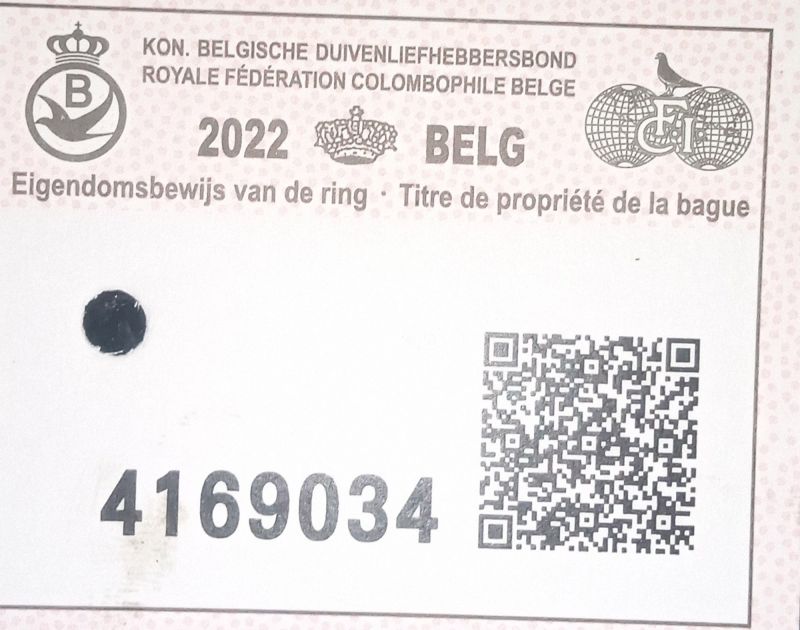 KON. BELGISCHE DUIVENLIEFHEBBERSBOND
ROYALE FÉDÉRATION COLOMBOPHILE BELGE
B
FCI
2022 BELG
Eigendomsbewijs van de ring · Titre de propriété de la bague
4169034